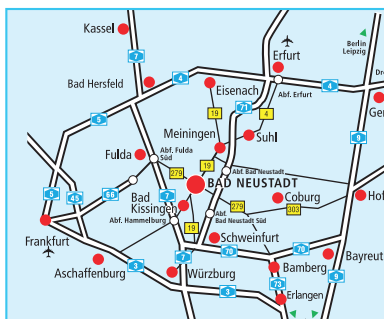 Kassel
7
Erfurt
Berlin
Leipzig
Bad Hersfeld
4
Eisenach
4
Abf. Erfurt
Dr
5
19
71
4
Ger
Meiningen
Suhl
9
Fulda
Abf. Fulda
Süd
279
19
Abf. Bad Neustadt
BAD NEUSTADT
5
45
66
7
Bad
Kissingen
Abf. Hammelburg
19
Abf.
Bad Neustadt Süd
279
Coburg
303
Hof
Frankfurt
Schweinfurt
70
70
Aschaffenburg
3
7
Würzburg
Bamberg
Bayreut
73
9
3
Erlangen